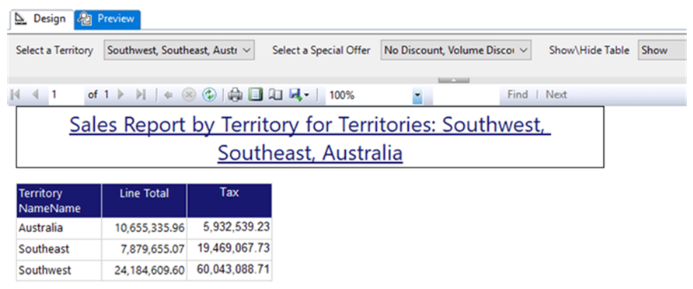 Design Preview
Select a Territory Southwest, Southeast, Austr Select a Special Offer No Discount, Volume Discou Show\Hide Table Show
1 of 1 100% Find | Next
Sales Report by Territory for Territories: Southwest,
Southeast, Australia
Territory Line Total Tax
NameName
Australia 10,655,335.96 5,932,539.23
Southeast 7,879,655.07 19,469,067.73
Southwest 24,184,609.60 60,043,088.71